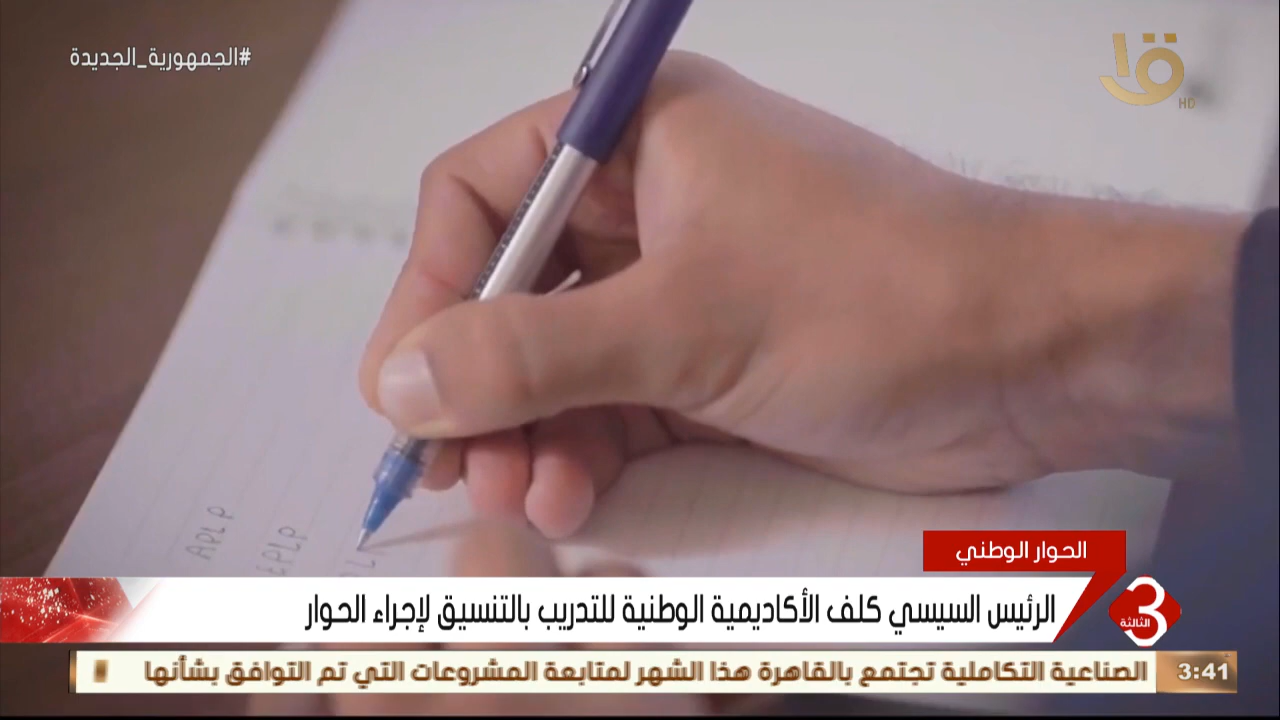 #الجمهورية_الجديدة
HD
الحوار الوطني
الرئيس السيسي كلف الأكاديمية الوطنية للتدريب بالتنسيق لإجراء الحوار
3 الثالثة
3:41 الصناعية التكاملية تجتمع بالقاهرة هذا الشهر لمتابعة المشروعات التي تم التوافق بشأنها